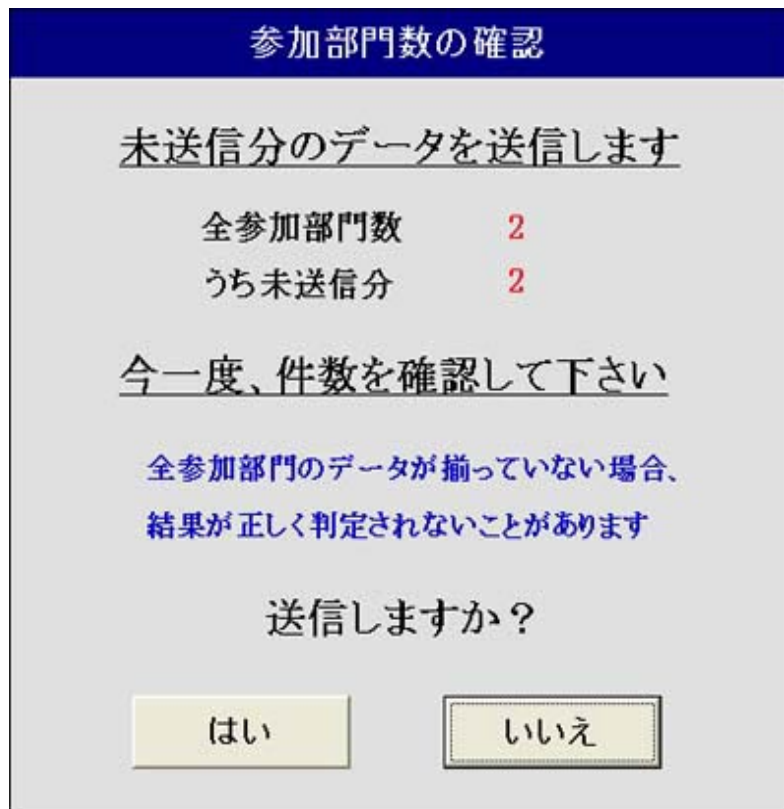 参加部門数の確認
未送信分のデータを送信します
全参加部門数 2
うち未送信分 2
今一度、件数を確認して下さい
全参加部門のデータが揃っていない場合、
結果が正しく判定されないことがあります
送信しますか？
はい いいえ